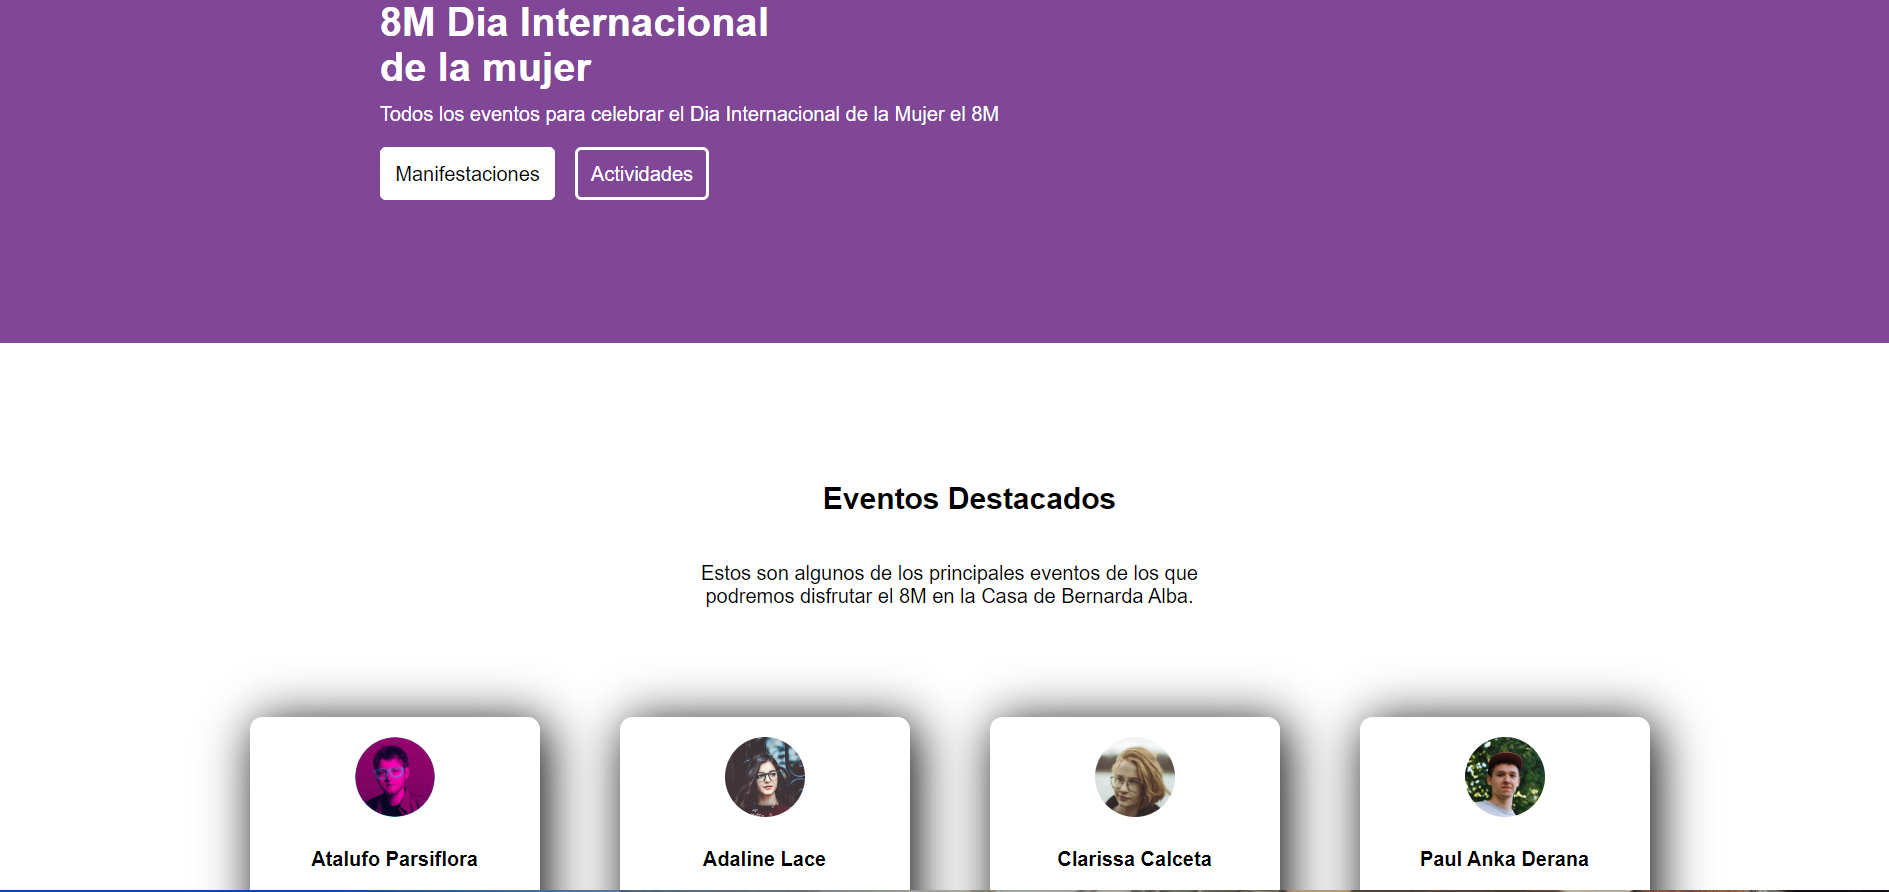 8M Dia Internacional
de la mujer
Todos los eventos para celebrar el Dia Internacional de la Mujer el 8M
Manifestaciones
Actividades
Eventos Destacados
Estos son algunos de los principales eventos de los que
podremos disfrutar el 8M en la Casa de Bernarda Alba.
Atalufo Parsiflora
Adaline Lace
Clarissa Calceta
Paul Anka Derana